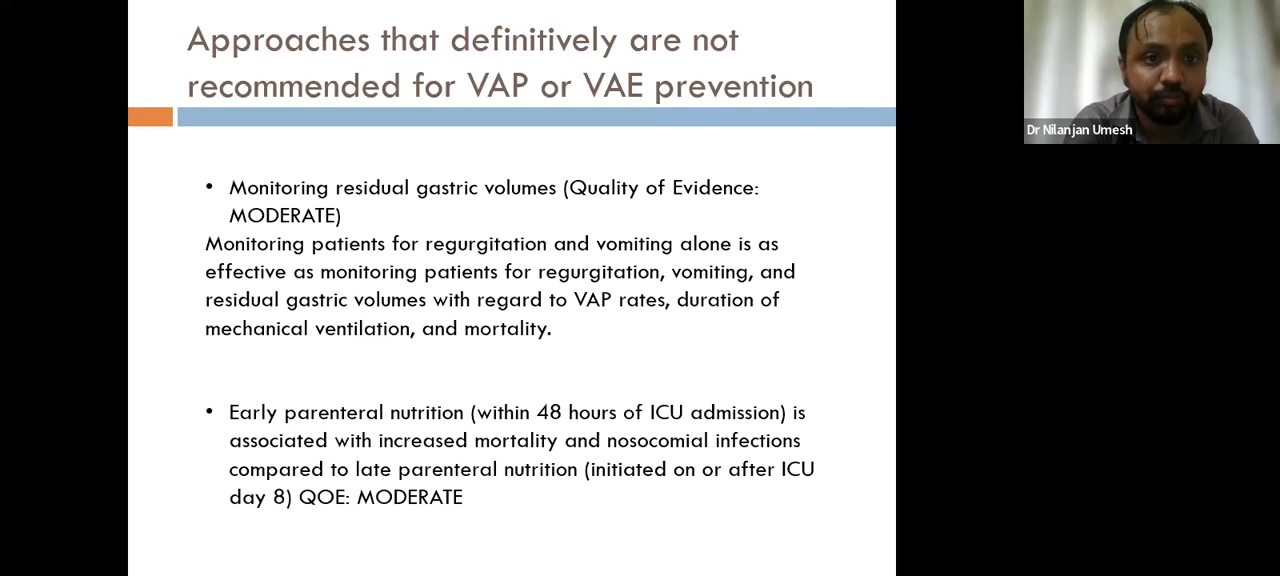 Approaches that definitively are not
recommended for VAP or VAE prevention
Dr Nilanjan Umesh
• Monitoring residual gastric volumes (Quality of Evidence:
MODERATE)
Monitoring patients for regurgitation and vomiting alone is as
effective as monitoring patients for regurgitation, vomiting, and
residual gastric volumes with regard to VAP rates, duration of
mechanical ventilation, and mortality.
• Early parenteral nutrition (within 48 hours of ICU admission) is
associated with increased mortality and nosocomial infections
compared to late parenteral nutrition (initiated on or after ICU
day 8) QOE: MODERATE